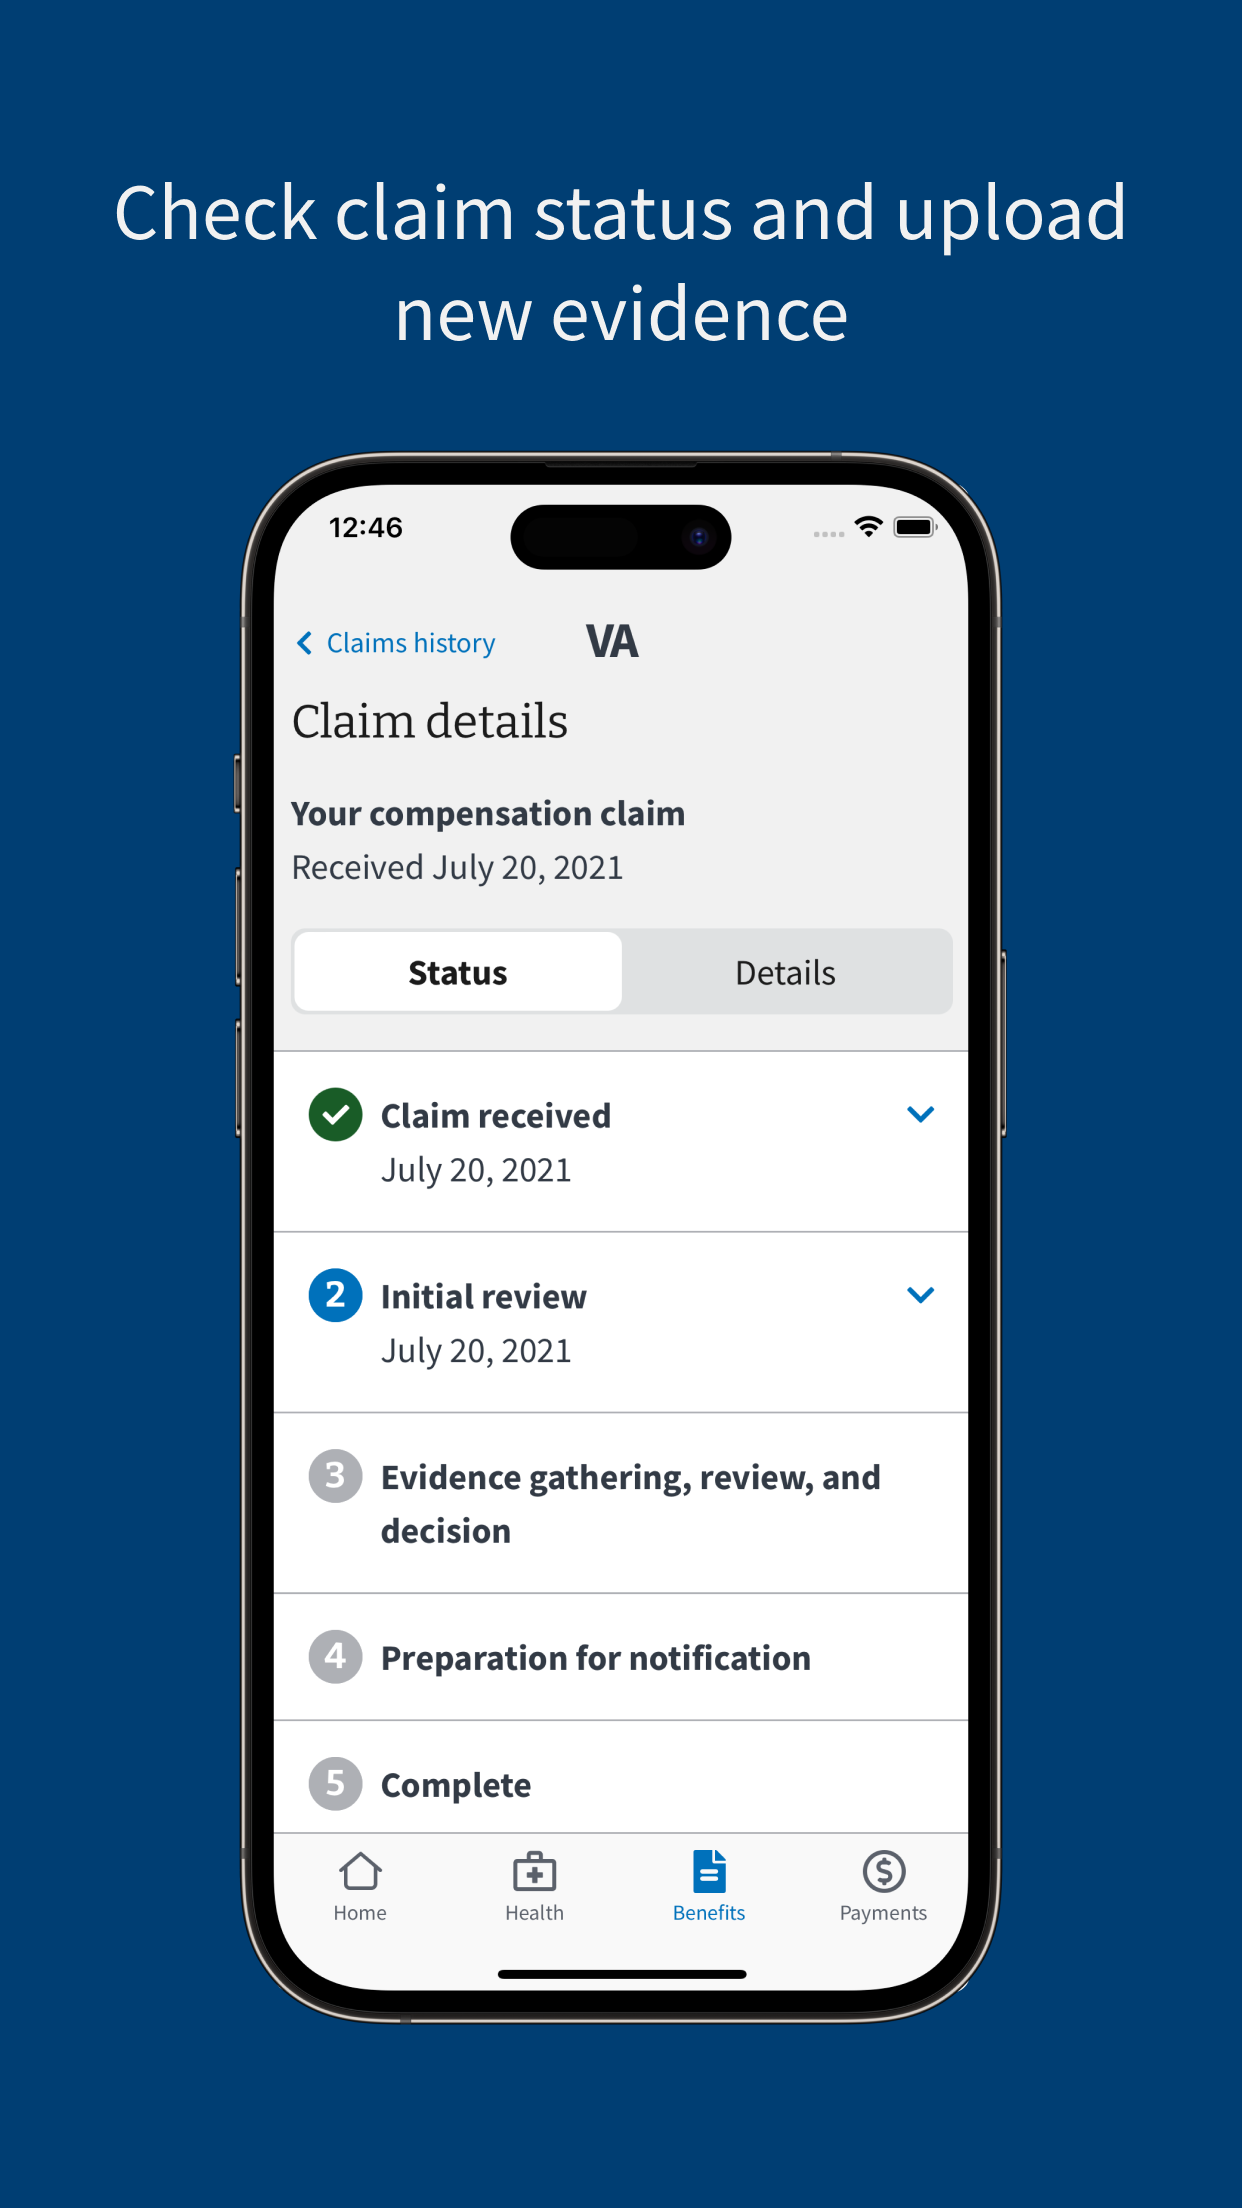 Check claim status and upload
new evidence
12:46
Claims history
VA
Claim details
Your compensation claim
Received July 20, 2021
Status
Details
Claim received
July 20, 2021
2
Initial review
July 20, 2021
3
Evidence gathering, review, and
decision
4
Preparation for notification
5
Complete
Home
Health
Benefits
Payments